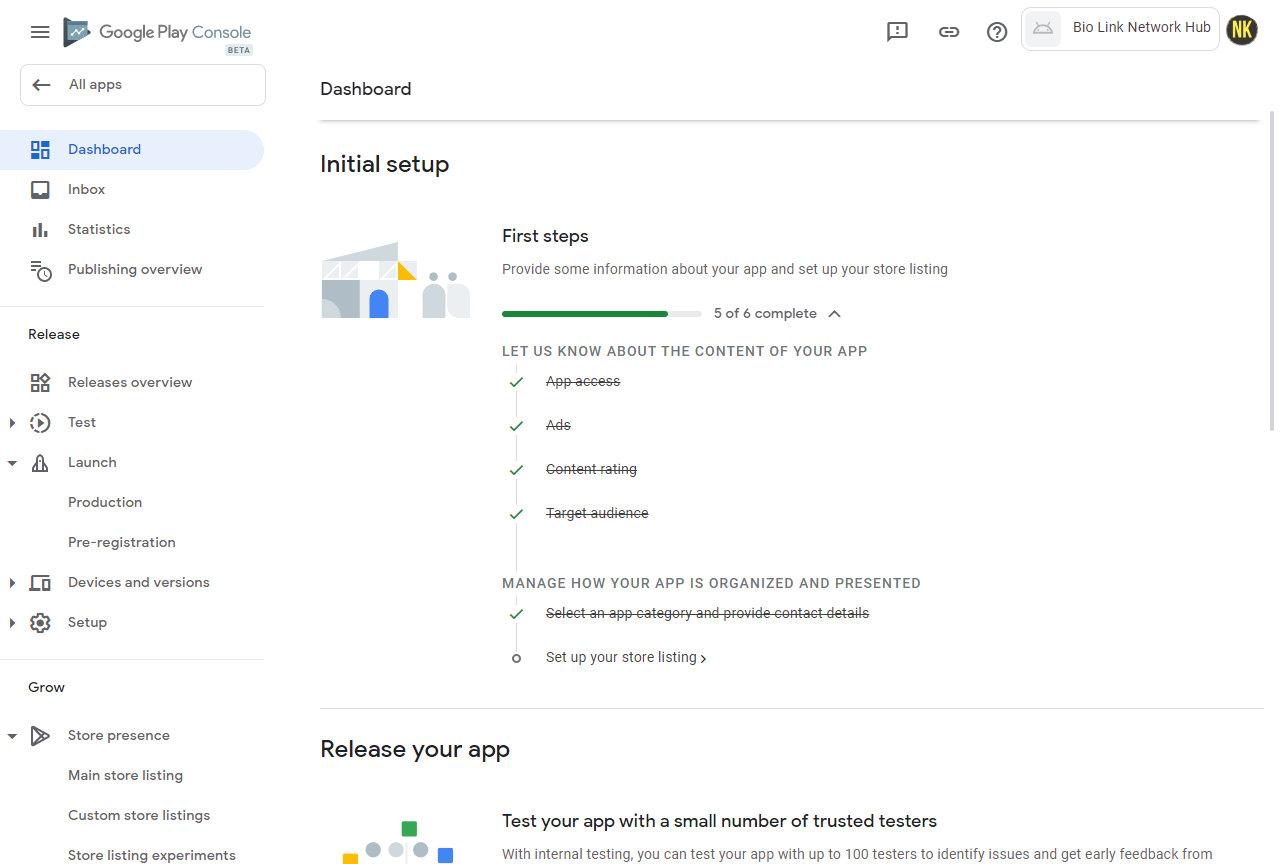 Google Play Console
BETA
Bio Link Network Hub
NK
All apps
Dashboard
Inbox
Statistics
Publishing overview
Release
Releases overview
Test
Launch
Production
Pre-registration
Devices and versions
Setup
Grow
Store presence
Main store listing
Custom store listings
Store listing experiments
Dashboard
Initial setup
First steps
Provide some information about your app and set up your store listing
5 of 6 complete
LET US KNOW ABOUT THE CONTENT OF YOUR APP
App access
Ads
Content rating
Target audience
MANAGE HOW YOUR APP IS ORGANIZED AND PRESENTED
Select an app category and provide contact details
Set up your store listing
Release your app
Test your app with a small number of trusted testers
With internal testing, you can test your app with up to 100 testers to identify issues and get early feedback from